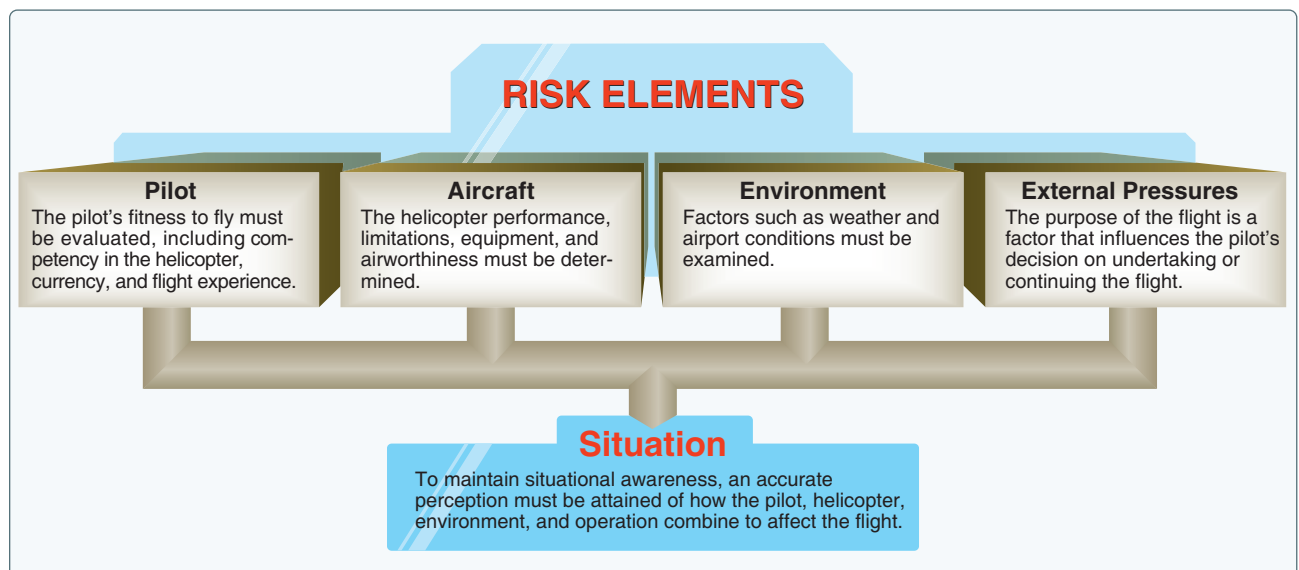 RISK ELEMENTS
Pilot
The pilot’s fitness to fly must
be evaluated, including com-
petency in the helicopter,
currency, and flight experience.
Aircraft
The helicopter performance,
limitations, equipment, and
airworthiness must be deter-
mined.
Environment
Factors such as weather and
airport conditions must be
examined.
External Pressures
The purpose of the flight is a
factor that influences the pilot’s
decision on undertaking or
continuing the flight.
Situation
To maintain situational awareness, an accurate
perception must be attained of how the pilot, helicopter,
environment, and operation combine to affect the flight.